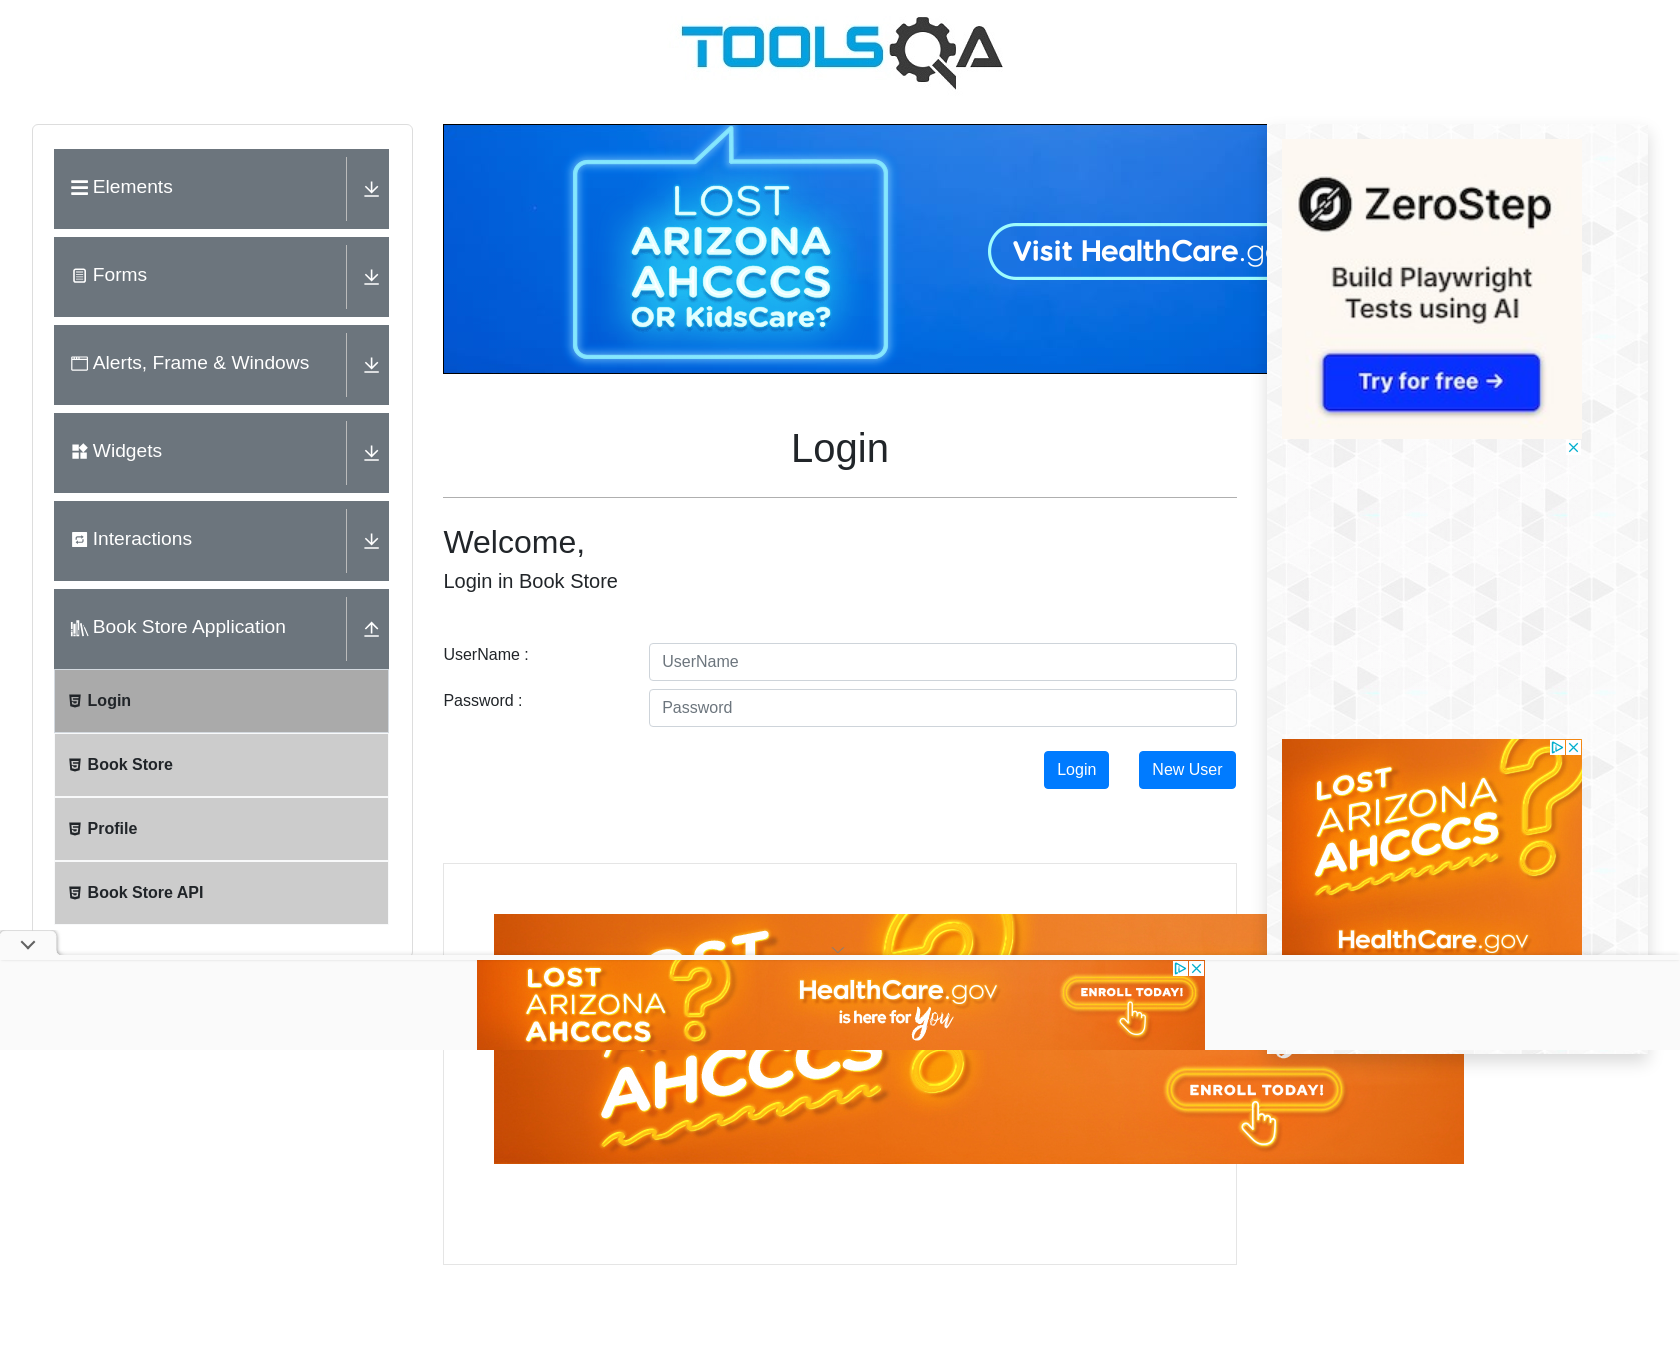 TOOLSQA
Elements
Forms
Alerts, Frame & Windows
Widgets
Interactions
Book Store Application
Login
Book Store
Profile
Book Store API
LOST
ARIZONA
AHCCCS
OR KidsCare?
Visit HealthCare.g
Login
Welcome,
Login in Book Store
UserName :
UserName
Password :
Password
Login
New User
ZeroStep
Build Playwright
Tests using AI
Try for free →
LOST
ARIZONA
AHCCCS
?
HealthCare.gov
LOST
ARIZONA
AHCCCS
?
HealthCare.gov
is here for you
ENROLL TODAY!
AHCCCS
?
ENROLL TODAY!